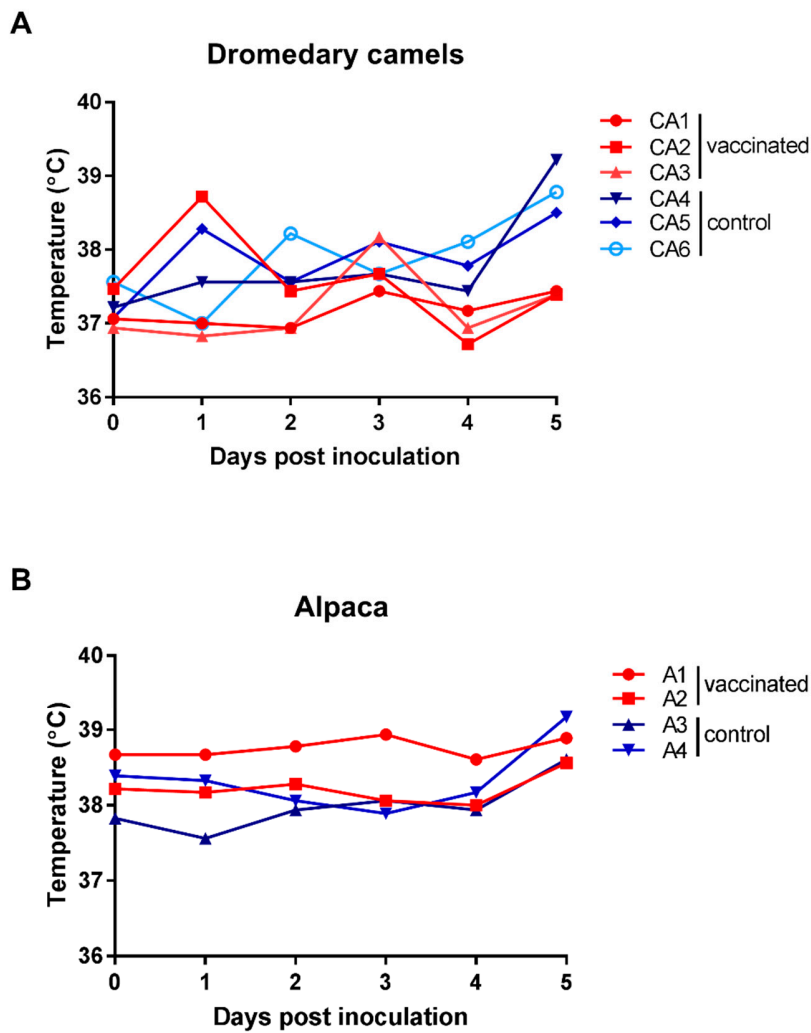 A
Dromedary camels
40
39
38
37
36
Temperature (°C)
0 1 2 3 4 5
Days post inoculation
CA1
CA2
CA3
vaccinated
CA4
CA5
CA6
control
B
Alpaca
40
39
38
37
36
Temperature (°C)
0 1 2 3 4 5
Days post inoculation
A1
A2
vaccinated
A3
A4
control